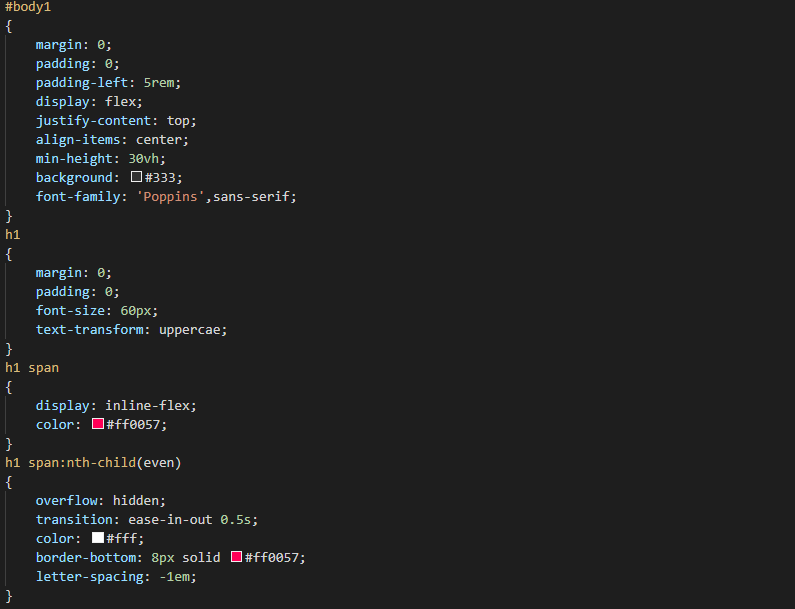 #body1
{
    margin: 0;
    padding: 0;
    padding-left: 5rem;
    display: flex;
    justify-content: top;
    align-items: center;
    min-height: 30vh;
    background: #333;
    font-family: 'Poppins',sans-serif;
}
h1
{
    margin: 0;
    padding: 0;
    font-size: 60px;
    text-transform: uppercae;
}
h1 span
{
    display: inline-flex;
    color: #ff0057;
}
h1 span:nth-child(even)
{
    overflow: hidden;
    transition: ease-in-out 0.5s;
    color: #fff;
    border-bottom: 8px solid #ff0057;
    letter-spacing: -1em;
}